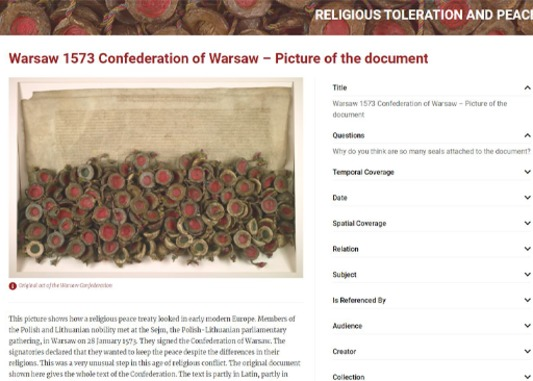 RELIGIOUS TOLERATION AND PEACE
Warsaw 1573 Confederation of Warsaw – Picture of the document
Original act of the Warsaw Confederation
This picture shows how a religious peace treaty looked in early modern Europe. Members of
the Polish and Lithuanian nobility met at the Sejm, the Polish-Lithuanian parliamentary
gathering, in Warsaw on 28 January 1573. They signed the Confederation of Warsaw. The
signatories declared that they wanted to keep the peace despite the differences in their
religions. This was a very unusual step in this age of religious conflict. The original document
shown here gives the whole text of the Confederation. The text is partly in Latin, partly in
Title
Warsaw 1573 Confederation of Warsaw – Picture of the
document
Questions
Why do you think are so many seals attached to the document?
Temporal Coverage
Date
Spatial Coverage
Relation
Subject
Is Referenced By
Audience
Creator
Collection